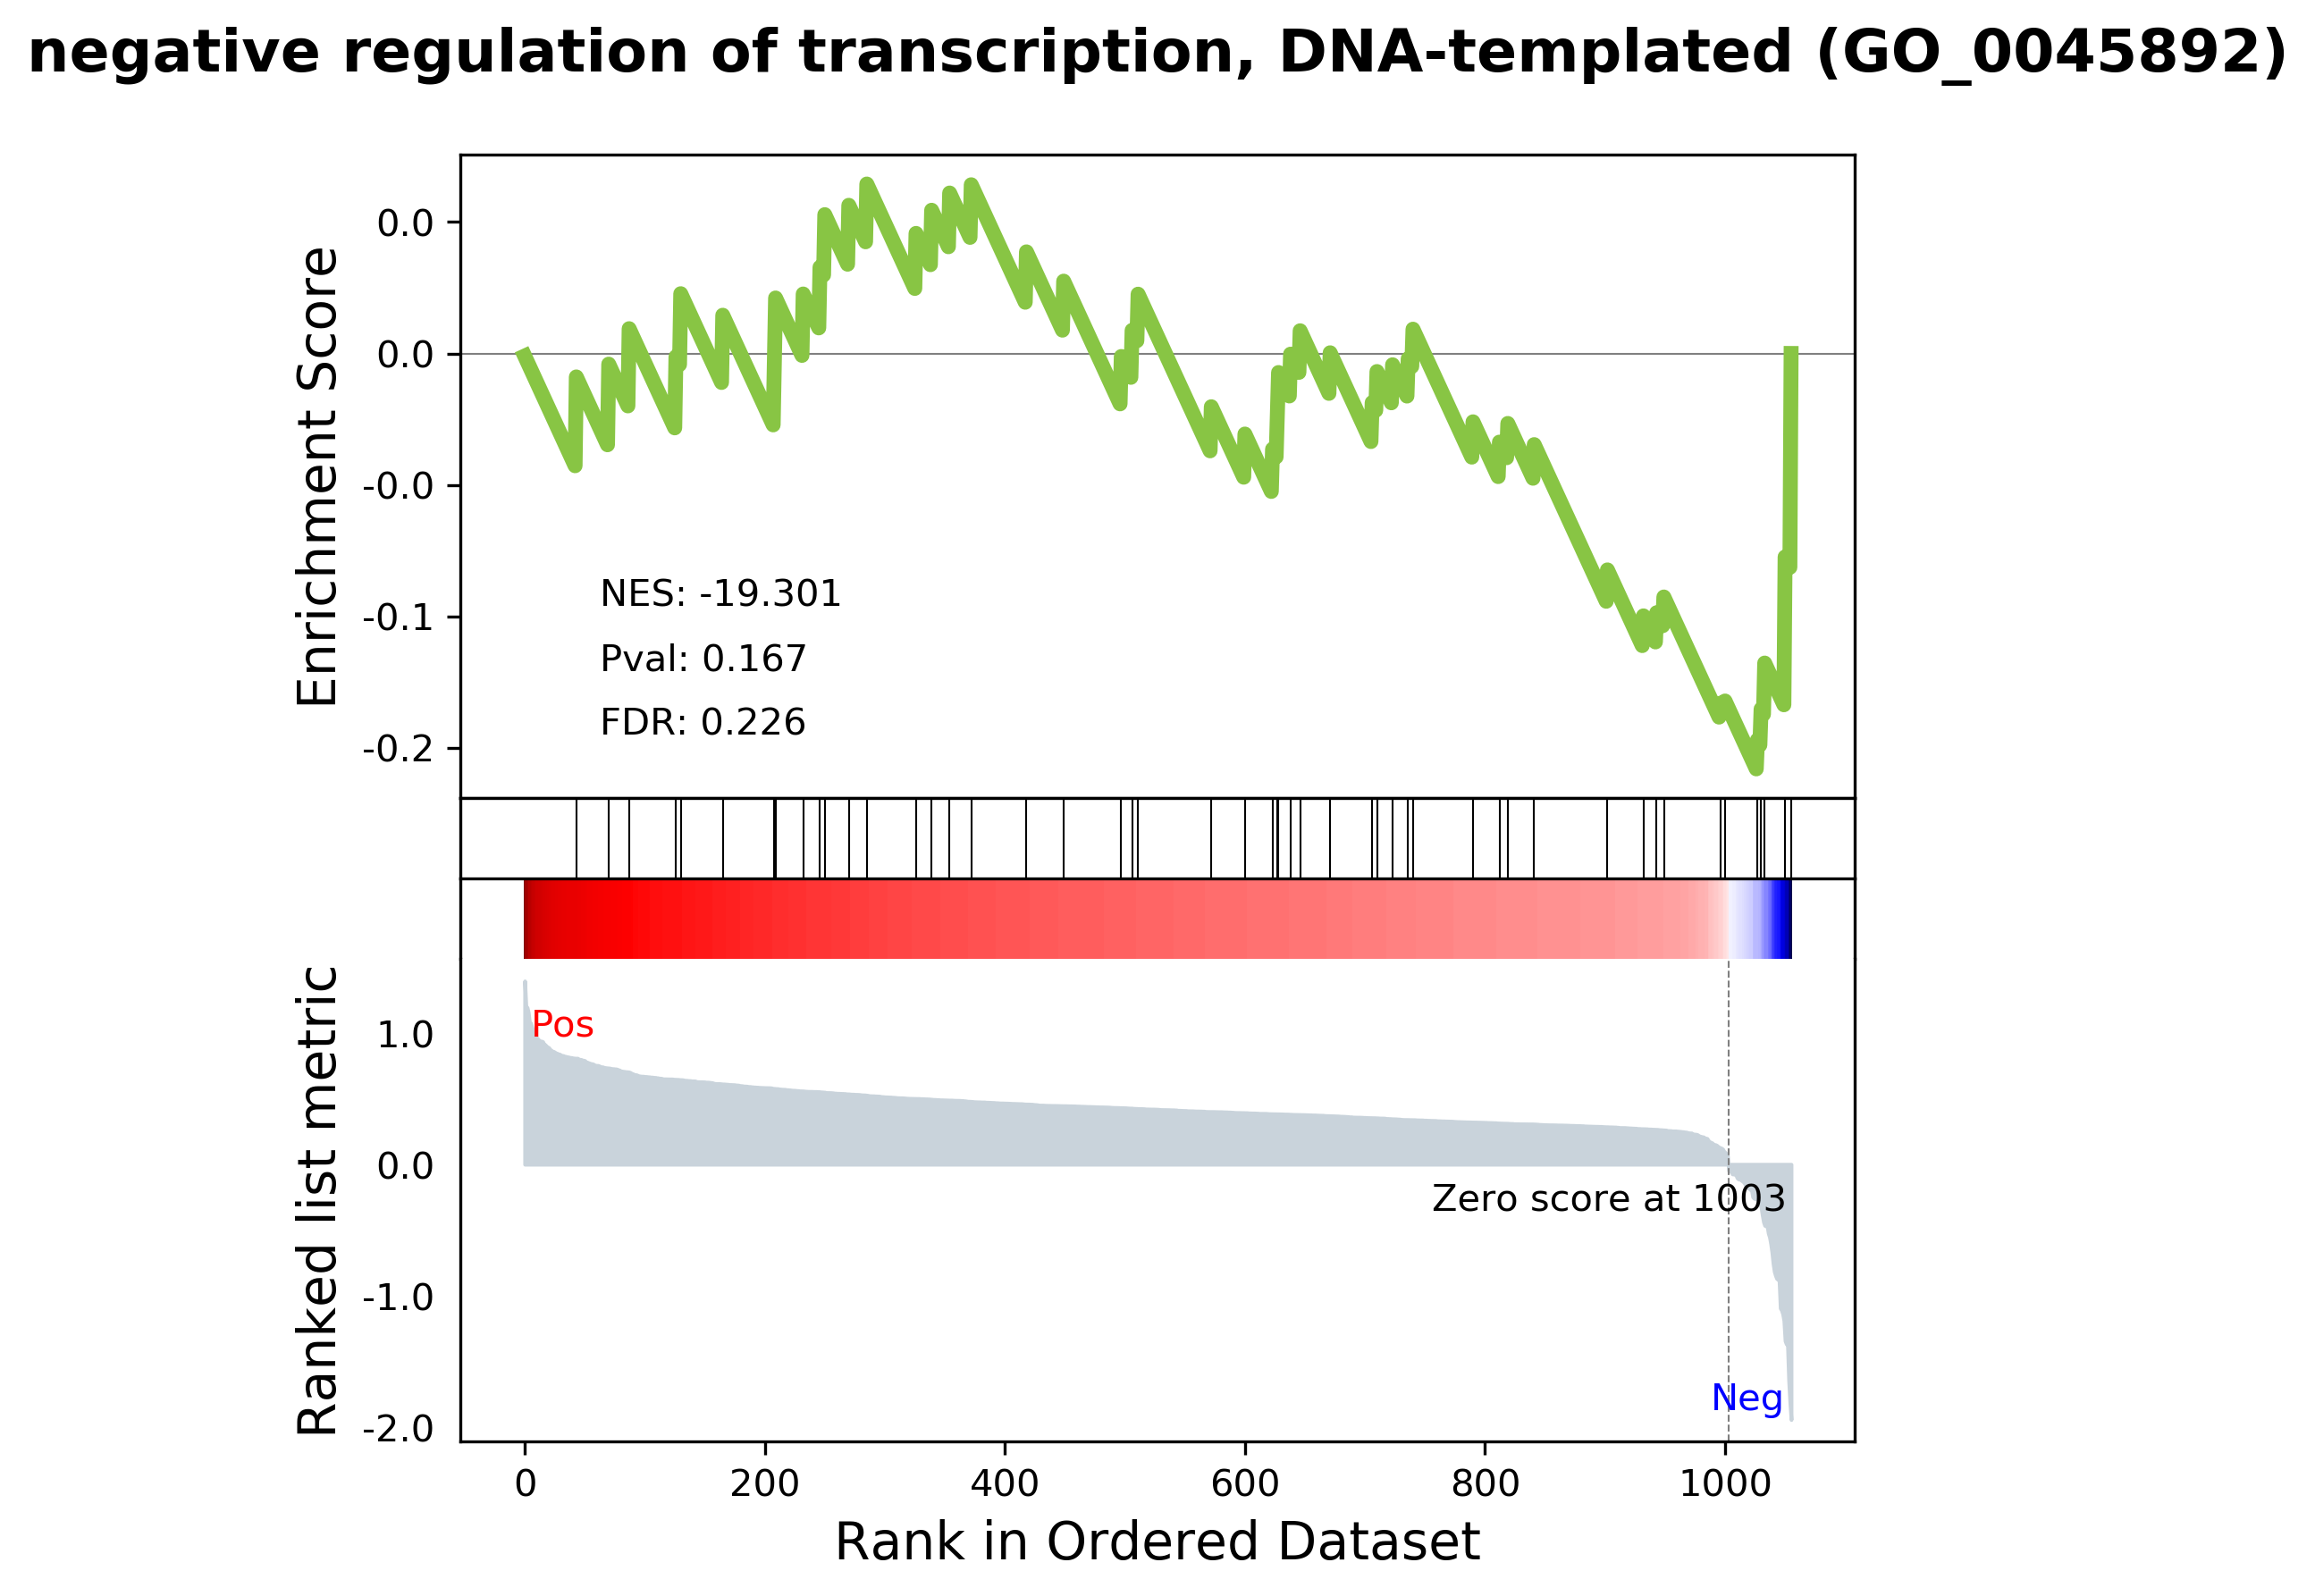 negative regulation of transcription, DNA-templated (GO_0045892)
Enrichment Score
0.0
0.0
-0.0
-0.1
-0.2
NES: -19.301
Pval: 0.167
FDR: 0.226
Ranked list metric
1.0
0.0
-1.0
-2.0
Pos
Zero score at 1003
Neg
0 200 400 600 800 1000
Rank in Ordered Dataset